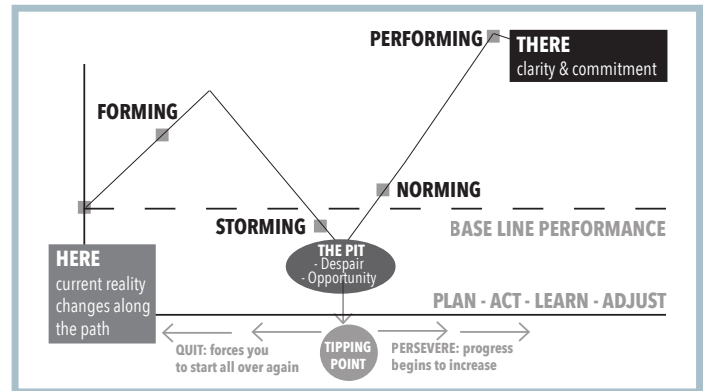 PERFORMING
THERE
clarity & commitment
FORMING
NORMING
STORMING
BASE LINE PERFORMANCE
HERE
current reality
changes along
the path
THE PIT
- Despair
- Opportunity
PLAN - ACT - LEARN - ADJUST
QUIT: forces you
to start all over again
TIPPING
POINT
PERSEVERE: progress
begins to increase